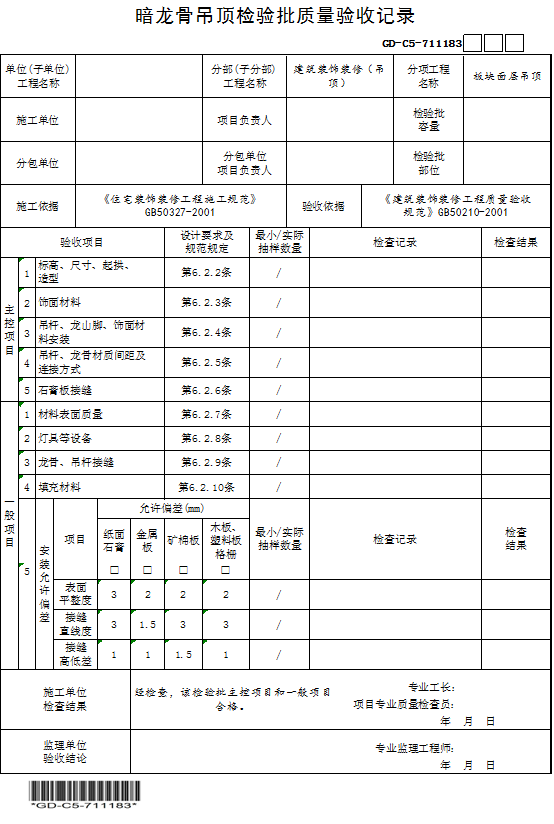 暗龙骨吊顶检验批质量验收记录
GD-C5-711183
单位(子单位)
工程名称
分部(子分部)
工程名称
建筑装饰装修（吊
顶）
分项工程
名称
板块面层吊顶
施工单位
项目负责人
检验批
容量
分包单位
分包单位
项目负责人
检验批
部位
施工依据
《住宅装饰装修工程施工规范》
GB50327-2001
验收依据
《建筑装饰装修工程质量验收
规范》GB50210-2001
验收项目
设计要求及
规范规定
最小/实际
抽样数量
检查记录
检查结果
主控项目
1
标高、尺寸、起拱、
造型
第6.2.2条
/
2
饰面材料
第6.2.3条
/
3
吊杆、龙山脚、饰面材
料安装
第6.2.4条
/
4
吊杆、龙骨材质间距及
连接方式
第6.2.5条
/
5
石膏板接缝
第6.2.6条
/
一般项目
1
材料表面质量
第6.2.7条
/
2
灯具等设备
第6.2.8条
/
3
龙骨、吊杆接缝
第6.2.9条
/
4
填充材料
第6.2.10条
/
5
安装允许偏差
项目
允许偏差(mm)
纸面
石膏
□
金属
板
□
矿棉板
□
木板、
塑料板
格栅
□
最小/实际
抽样数量
检查记录
检查
结果
表面
平整度
3
2
2
2
/
接缝
直线度
3
1.5
3
3
/
接缝
高低差
1
1
1.5
1
/
施工单位
检查结果
经检查，该检验批主控项目和一般项目
合格。
专业工长：
项目专业质量检查员：
年 月 日
监理单位
验收结论
专业监理工程师：
年 月 日
*GD-C5-711183*